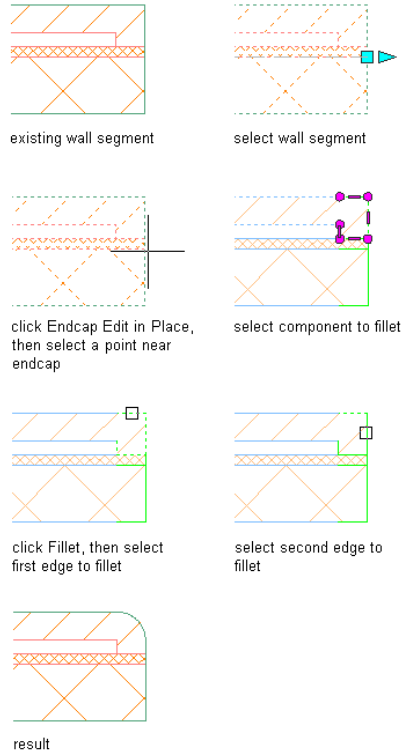 existing wall segment
select wall segment
click Endcap Edit in Place,
then select a point near
endcap
select component to fillet
click Fillet, then select
first edge to fillet
select second edge to
fillet
result